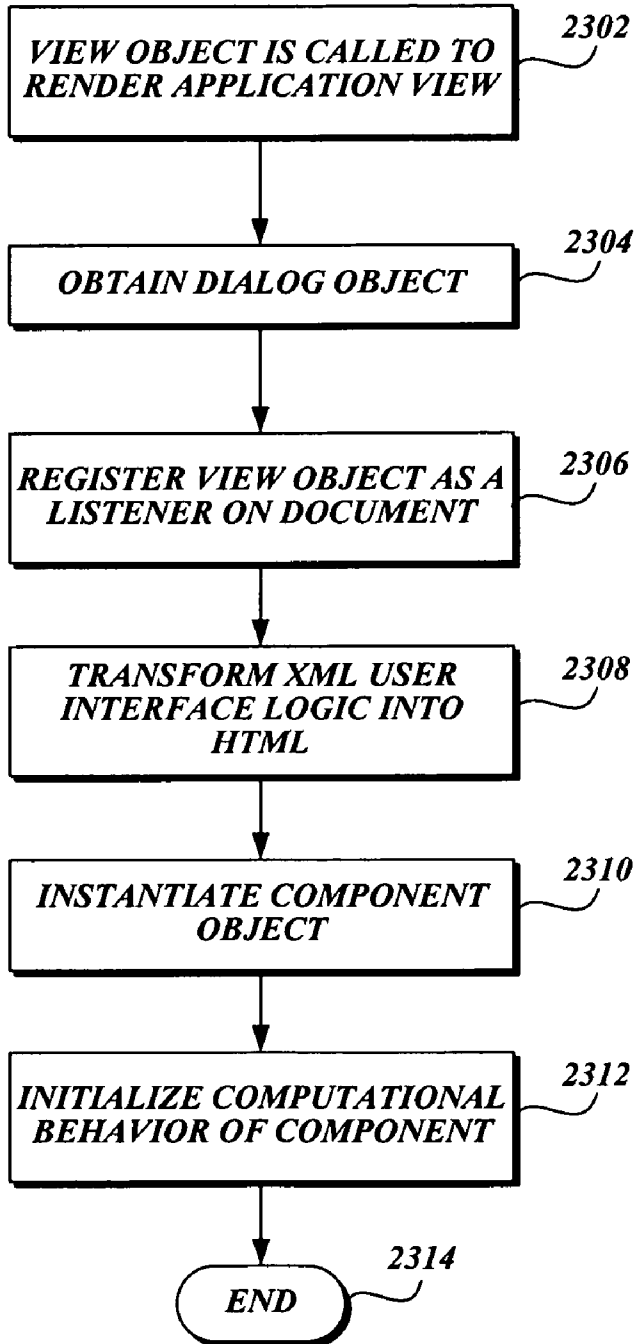 VIEW OBJECT IS CALLED TO
RENDER APPLICATION VIEW
2302
OBTAIN DIALOG OBJECT
2304
REGISTER VIEW OBJECT AS A
LISTENER ON DOCUMENT
2306
TRANSFORM XML USER
INTERFACE LOGIC INTO
HTML
2308
INSTANTIATE COMPONENT
OBJECT
2310
INITIALIZE COMPUTATIONAL
BEHAVIOR OF COMPONENT
2312
END
2314